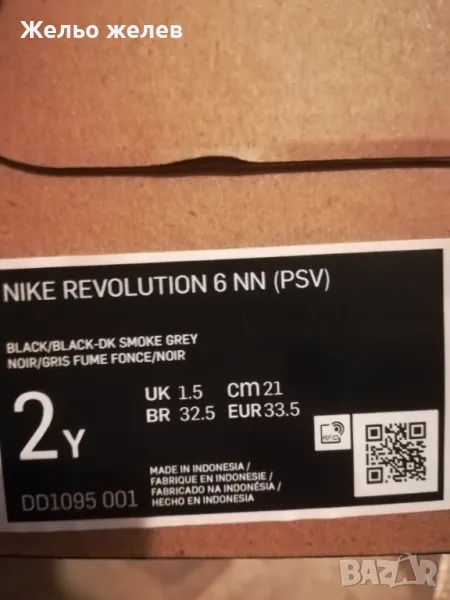 Жельо желев
NIKE REVOLUTION 6 NN (PSV)
BLACK/BLACK-DK SMOKE GREY
NOIR/GRIS FUME FONCE/NOIR
2Y
UK 1.5 cm 21
BR 32.5 EUR 33.5
RFID
MADE IN INDONESIA /
FABRIQUE EN INDONESIE /
FABRICADO NA INDONÉSIA /
HECHO EN INDONESIA
DD1095 001
BAZAR